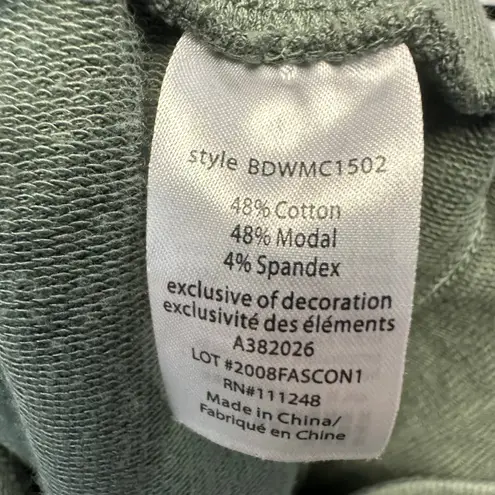 style BDWMC1502
48% Cotton
48% Modal
4% Spandex
exclusive of decoration
exclusivité des éléments
A382026
LOT #2008FASCON1
RN#111248
Made in China/
Fabriqué en Chine